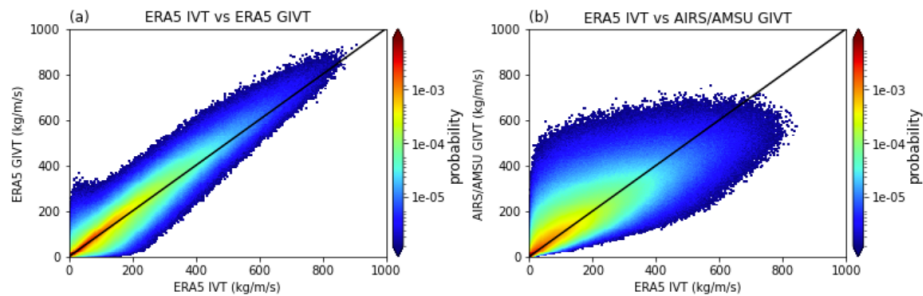 (a) ERA5 IVT vs ERA5 GIVT
1000
800
600
400
200
0
ERA5 GIVT (kg/m/s)
0 200 400 600 800 1000
ERA5 IVT (kg/m/s)
1e-03
1e-04
1e-05
probability
(b) ERA5 IVT vs AIRS/AMSU GIVT
1000
800
600
400
200
0
AIRS/AMSU GIVT (kg/m/s)
0 200 400 600 800 1000
ERA5 IVT (kg/m/s)
1e-03
1e-04
1e-05
probability